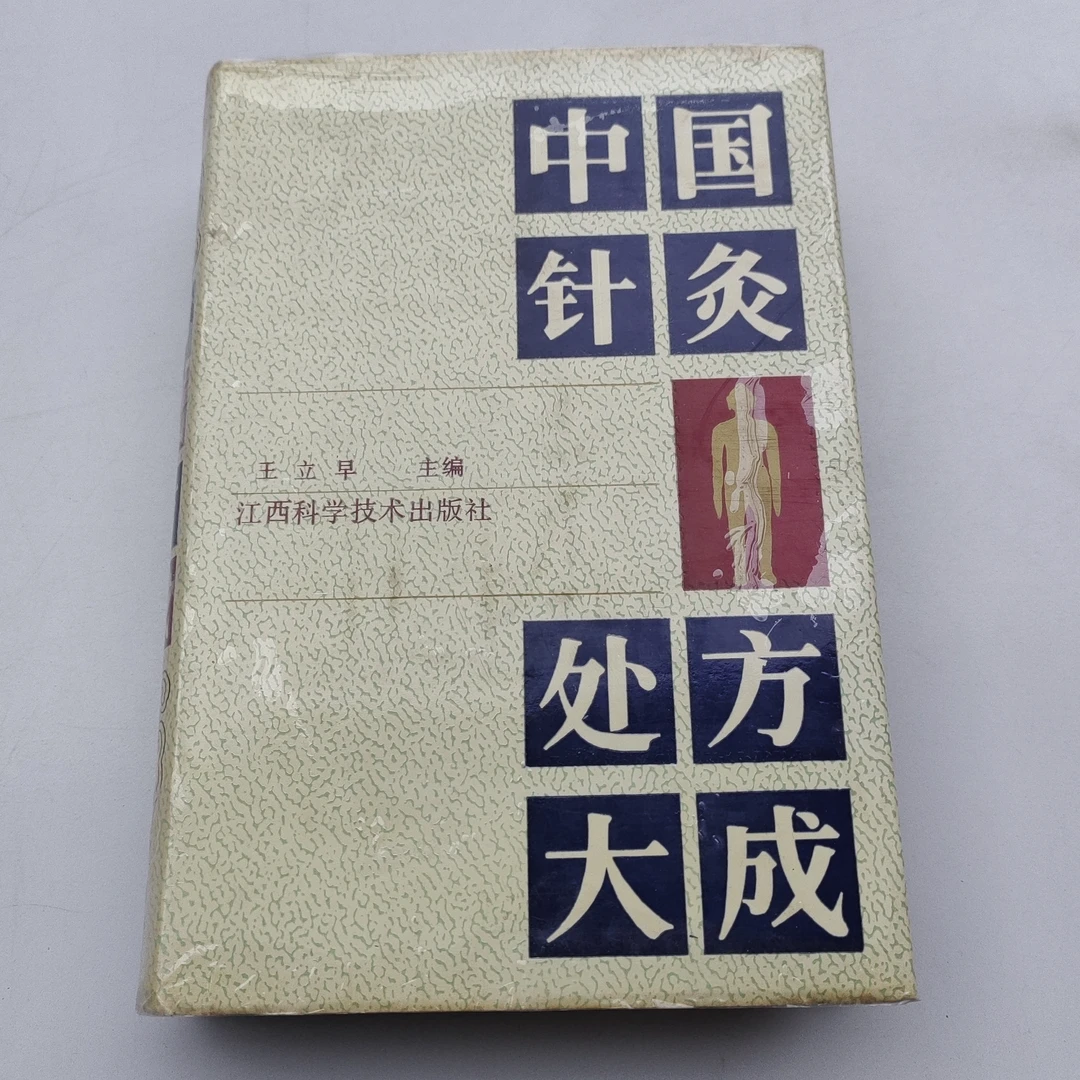 中国
针灸
王立早 主编
江西科学技术出版社
处方
大成